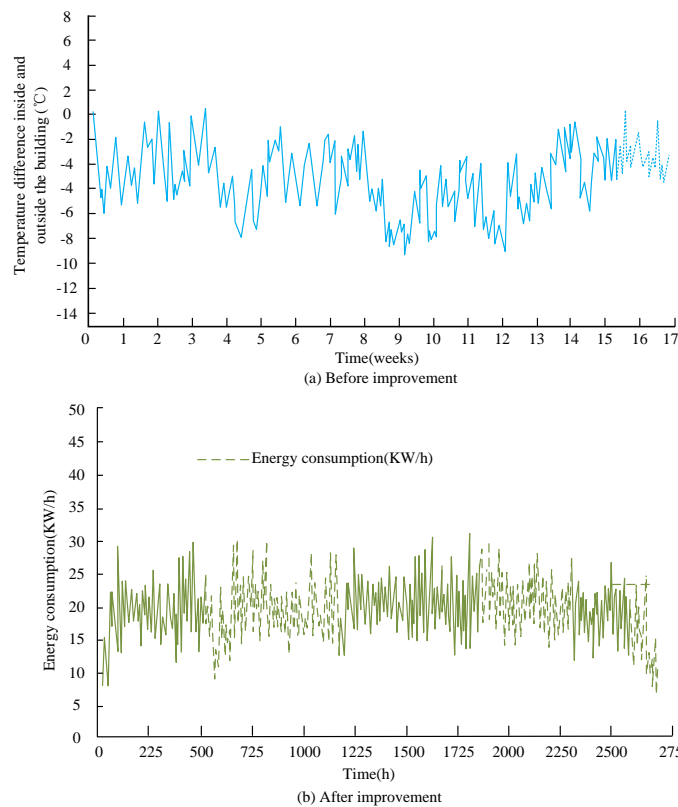 Temperature difference inside and
outside the building (℃)
8
6
4
2
0
-2
-4
-6
-8
-10
-12
-14
0 1 2 3 4 5 6 7 8 9 10 11 12 13 14 15 16 17
Time(weeks)
(a) Before improvement
Energy consumption(KW/h)
50
45
40
35
30
25
20
15
10
5
0
Energy consumption(KW/h)
0 225 500 725 1000 1225 1500 1725 2000 2250 2500 275
Time(h)
(b) After improvement